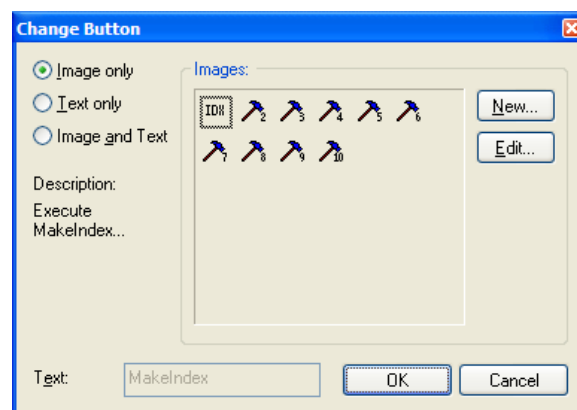 Change Button
Image only
Text only
Image and Text
Description:
Execute
MakeIndex...
Images:
IDX 2 3 4 5 6
7 8 9 10
New...
Edit...
Text:
MakeIndex
OK
Cancel